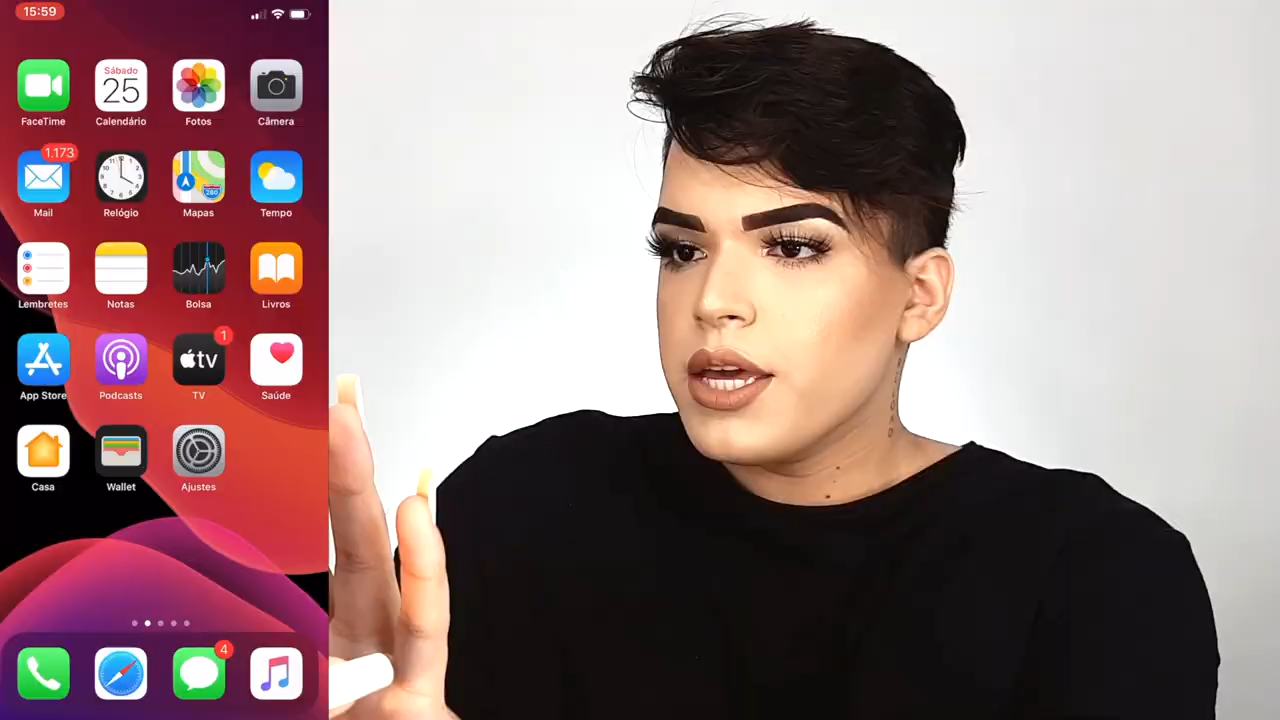 15:59
Sábado
25
FaceTime
Calendário
Fotos
Câmera
1.173
280
Mail
Relógio
Mapas
Tempo
Lembretes
Notas
Bolsa
Livros
tv
1
App Store
Podcasts
TV
Saúde
Casa
Wallet
Ajustes
4